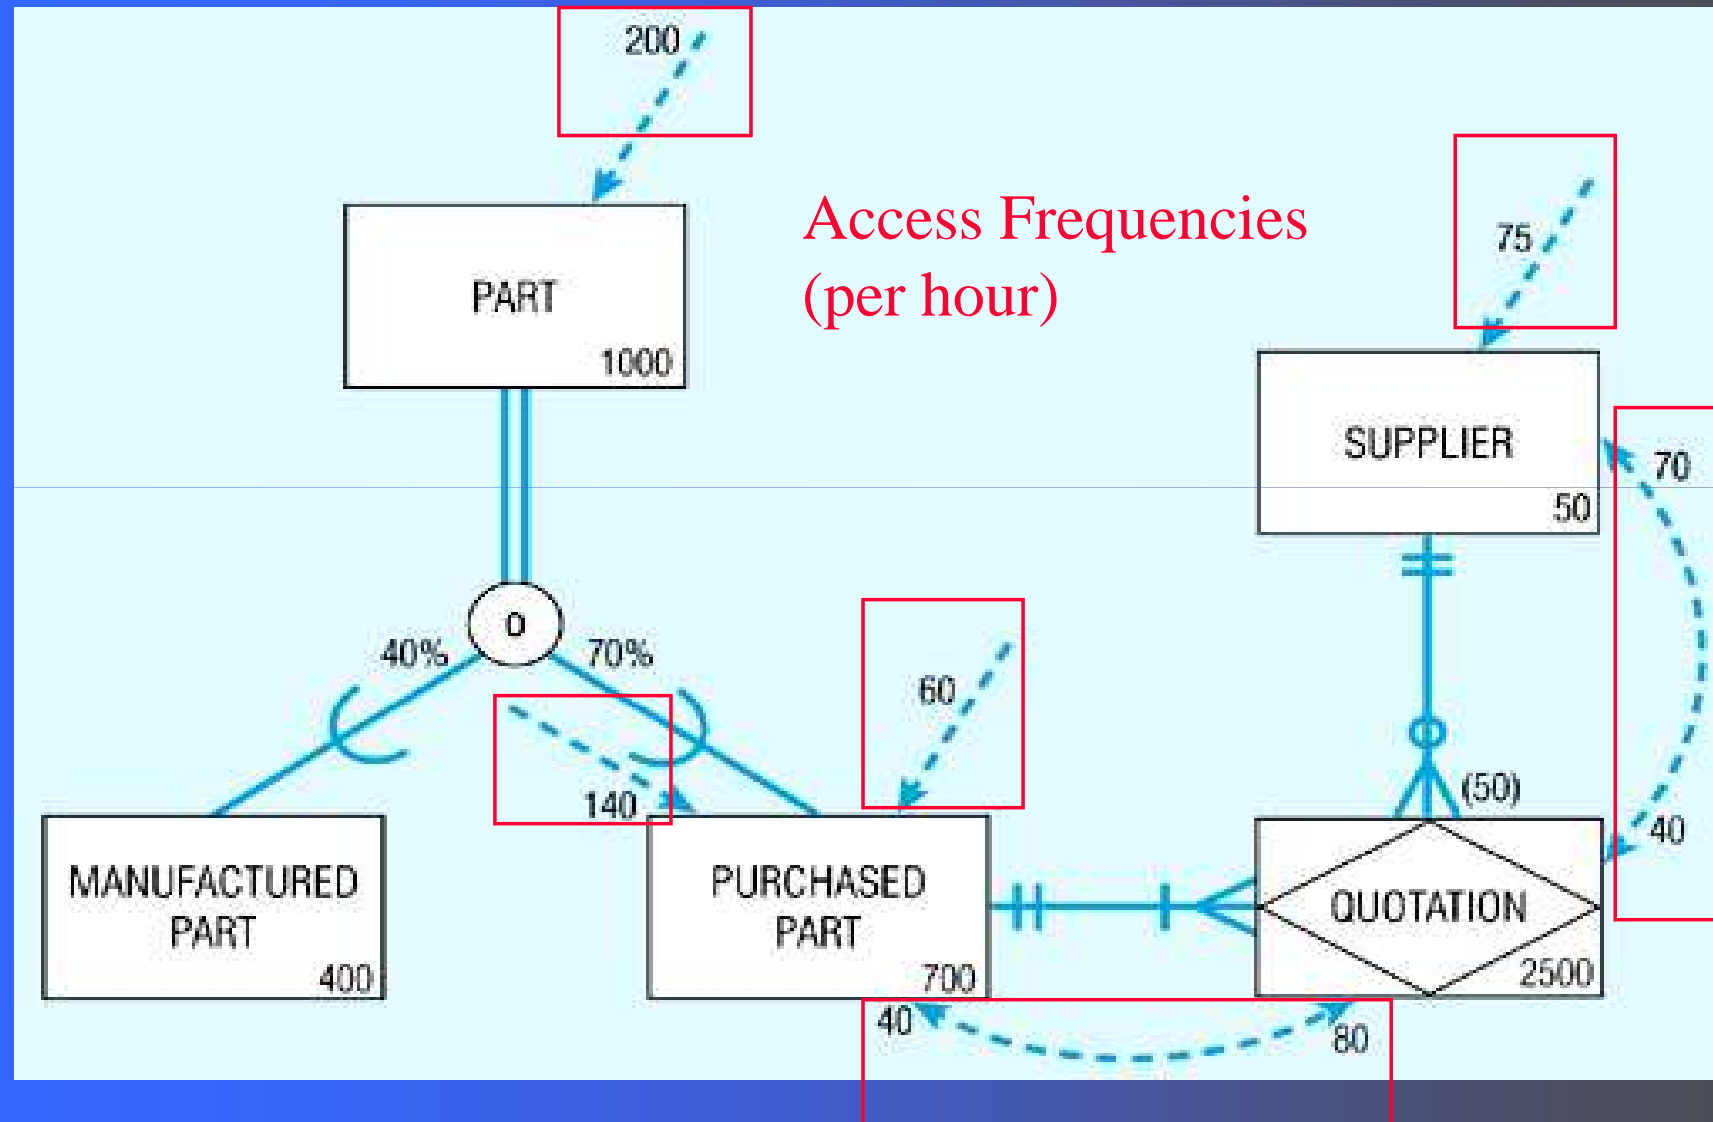 200
Access Frequencies
(per hour)
75
PART
1000
SUPPLIER
50
70
O
40%
70%
60
140
(50)
40
MANUFACTURED
PART
400
PURCHASED
PART
700
QUOTATION
2500
40
80